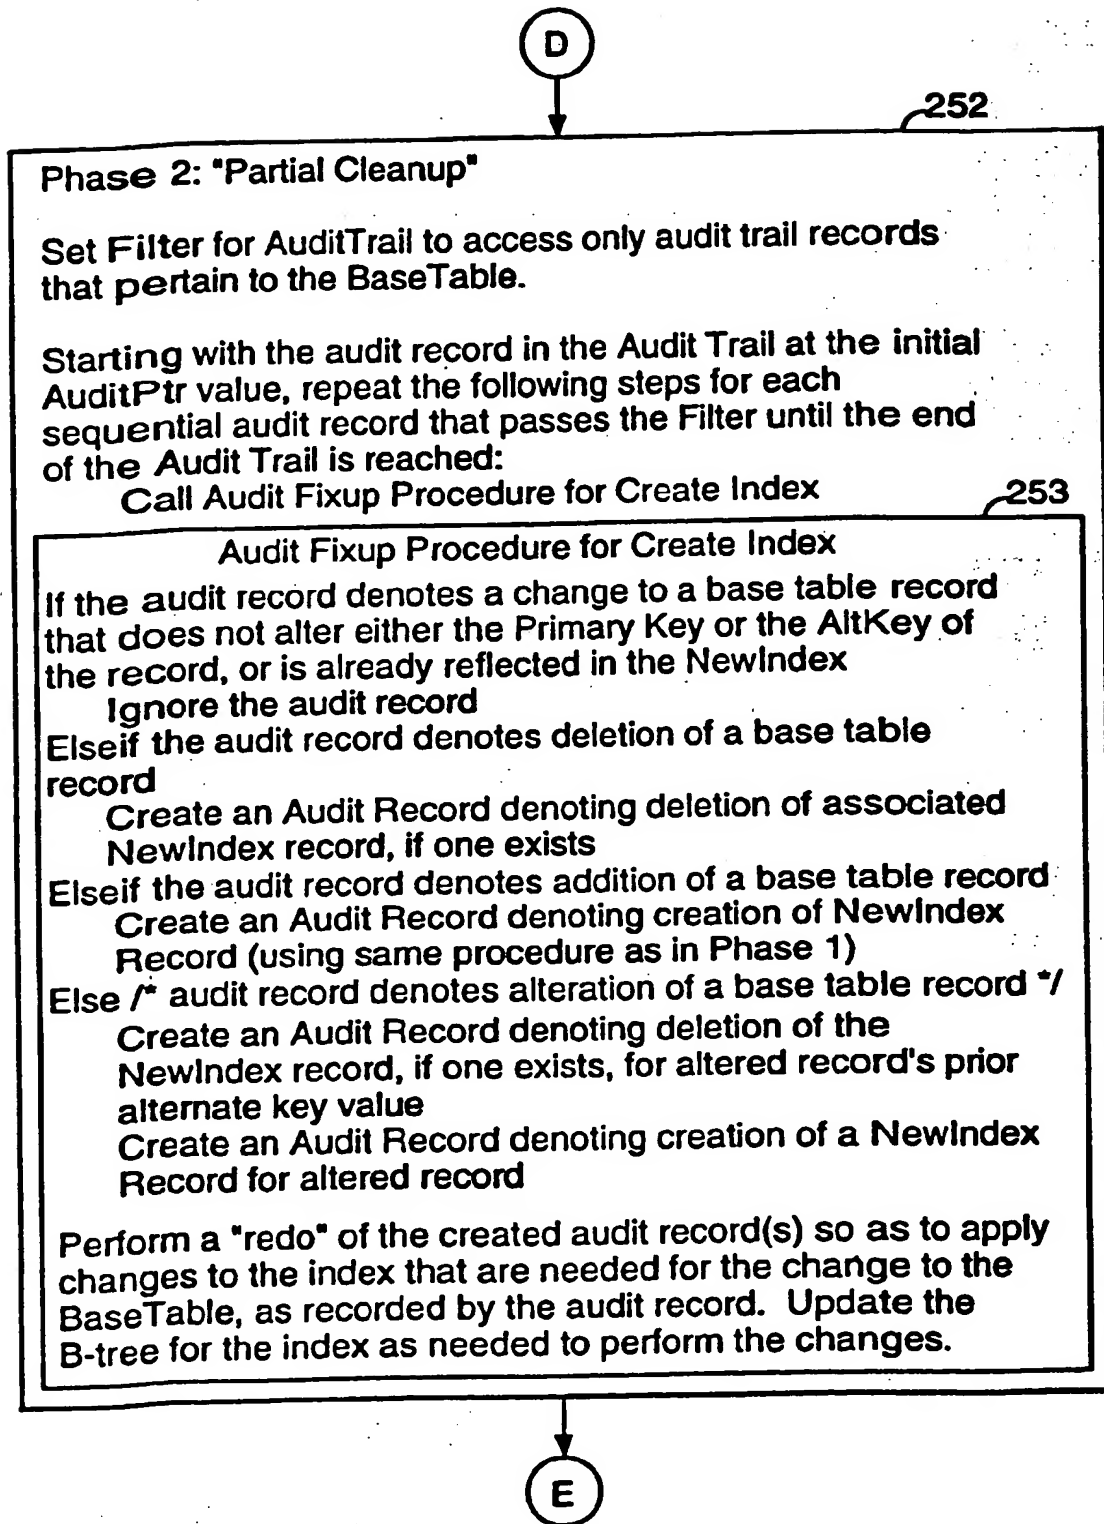 D
252
Phase 2: "Partial Cleanup"
Set Filter for AuditTrail to access only audit trail records
that pertain to the BaseTable.
Starting with the audit record in the Audit Trail at the initial
AuditPtr value, repeat the following steps for each
sequential audit record that passes the Filter until the end
of the Audit Trail is reached:
Call Audit Fixup Procedure for Create Index
253
Audit Fixup Procedure for Create Index
If the audit record denotes a change to a base table record
that does not alter either the Primary Key or the AltKey of
the record, or is already reflected in the NewIndex
Ignore the audit record
Elseif the audit record denotes deletion of a base table
record
Create an Audit Record denoting deletion of associated
NewIndex record, if one exists
Elseif the audit record denotes addition of a base table record
Create an Audit Record denoting creation of NewIndex
Record (using same procedure as in Phase 1)
Else /* audit record denotes alteration of a base table record */
Create an Audit Record denoting deletion of the
NewIndex record, if one exists, for altered record's prior
alternate key value
Create an Audit Record denoting creation of a NewIndex
Record for altered record
Perform a "redo" of the created audit record(s) so as to apply
changes to the index that are needed for the change to the
BaseTable, as recorded by the audit record. Update the
B-tree for the index as needed to perform the changes.
E